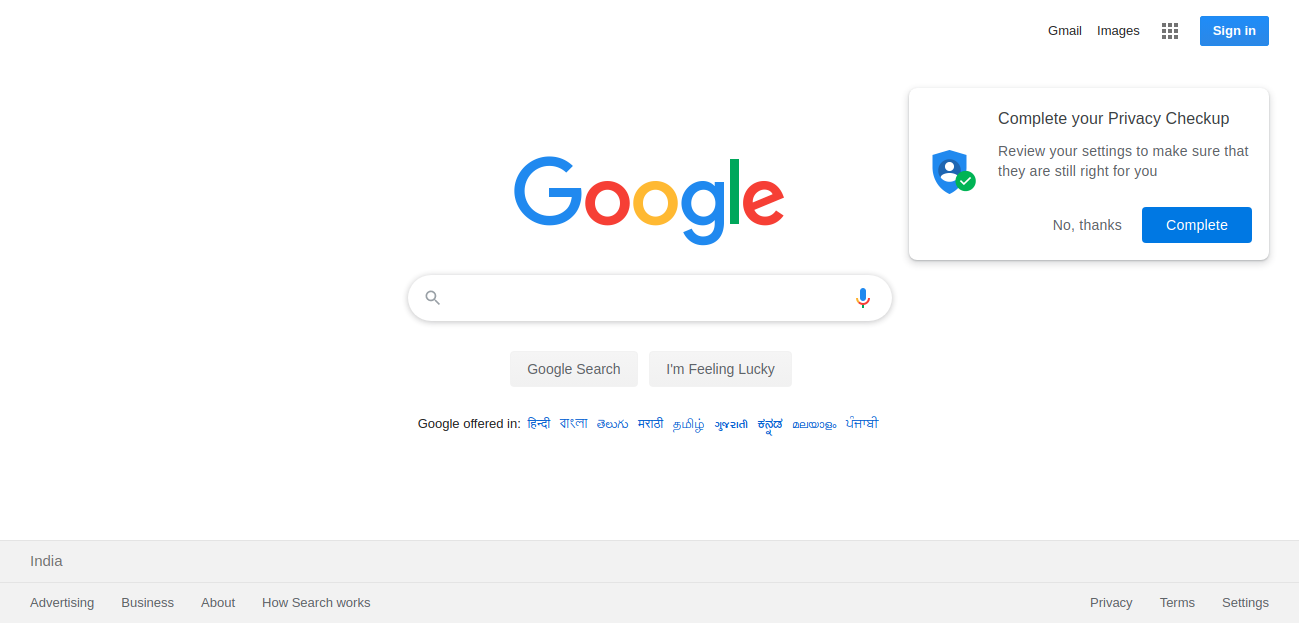 Gmail Images Sign in
Complete your Privacy Checkup
Review your settings to make sure that
they are still right for you
No, thanks Complete
Google
Google Search I'm Feeling Lucky
Google offered in: हिन्दी বাংলা తెలుగు मराठी தமிழ் ગુજરાતી ಕನ್ನಡ മലയാളം ਪੰਜਾਬੀ
India
Advertising Business About How Search works Privacy Terms Settings